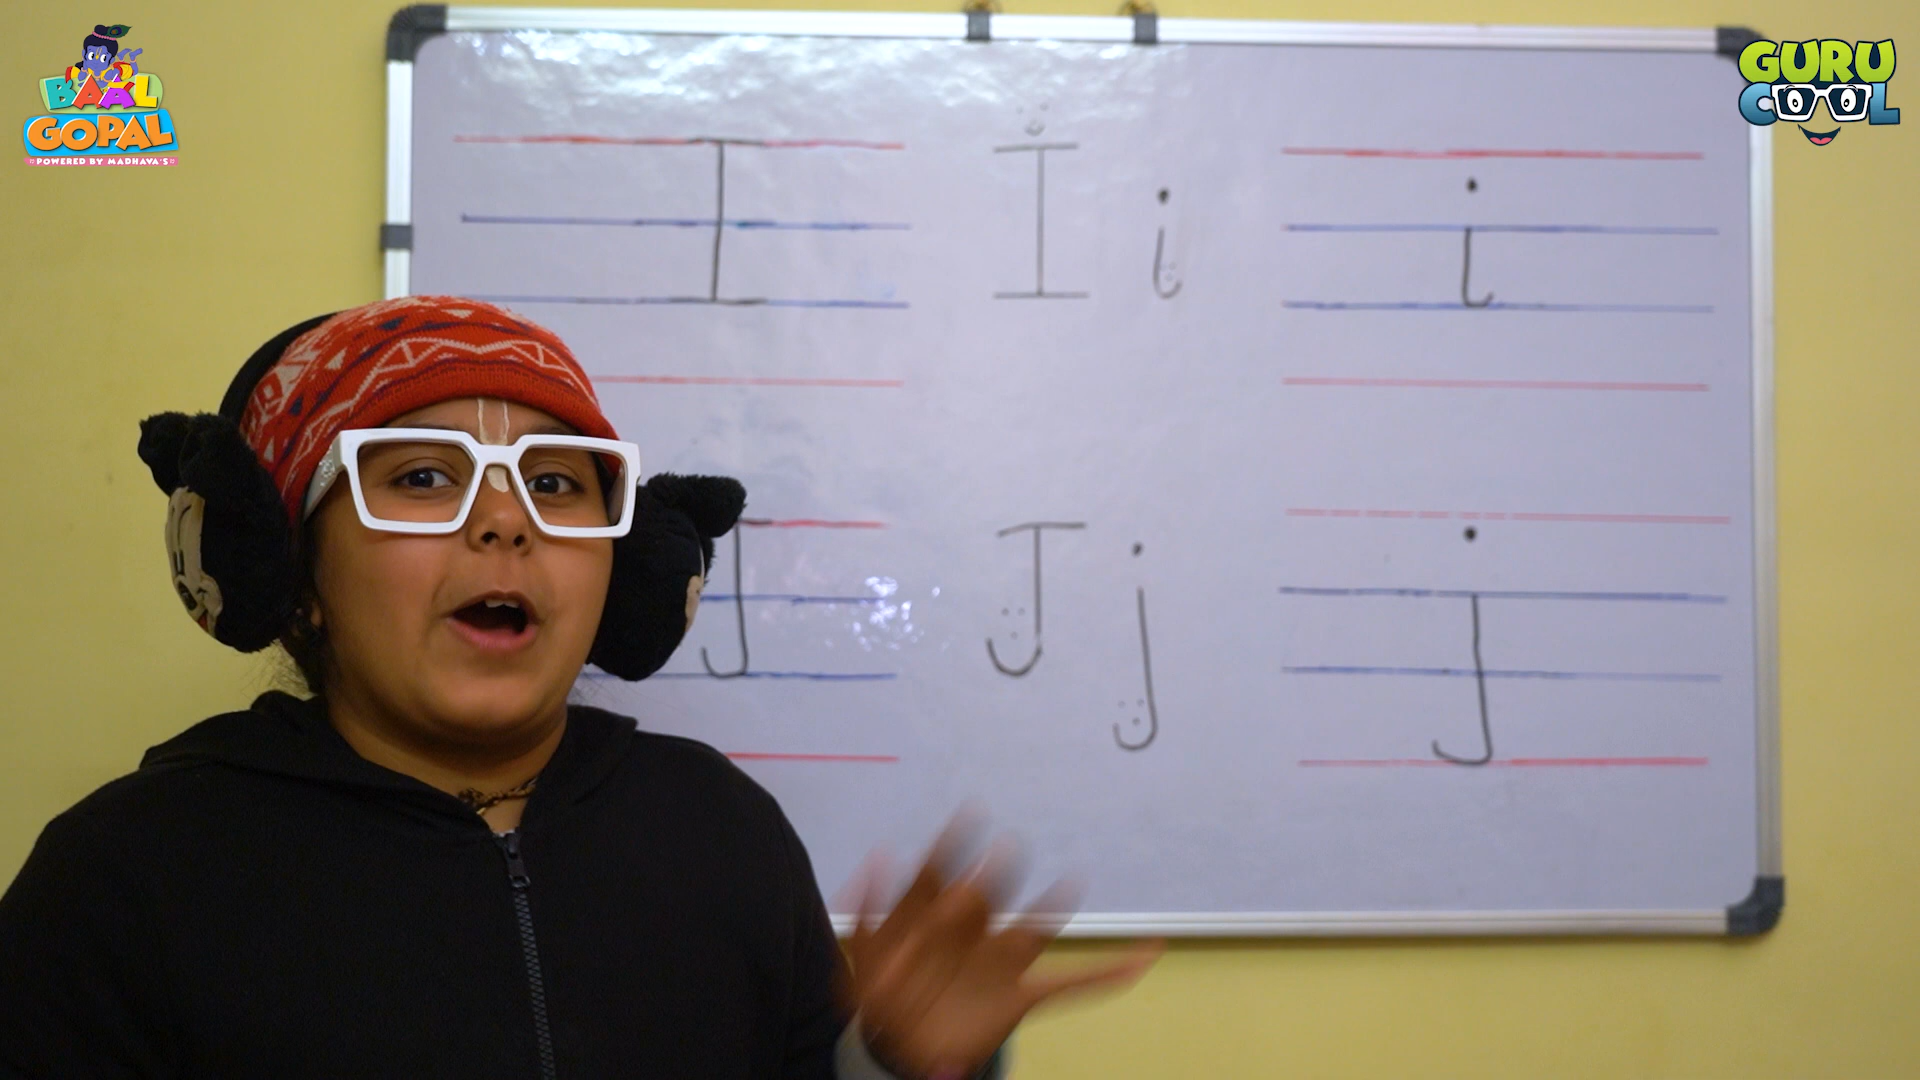 BAAL
GOPAL
POWERED BY MADHAVA'S
GURU
COOL
I I i i
J J j j